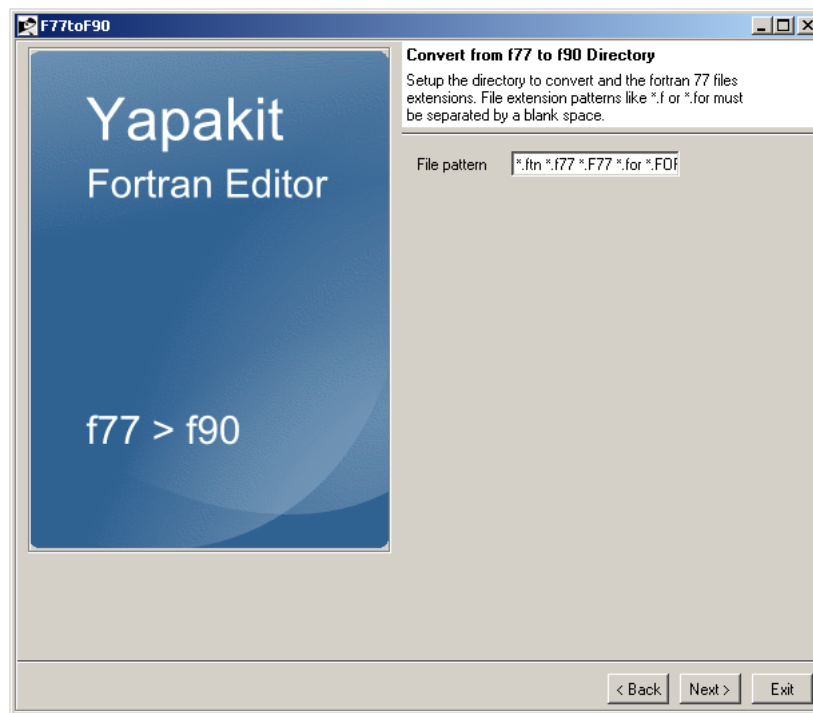 F77toF90
Yapakit
Fortran Editor
f77 > f90
Convert from f77 to f90 Directory
Setup the directory to convert and the fortran 77 files
extensions. File extension patterns like *.f or *.for must
be separated by a blank space.
File pattern
*.ftn *.f77 *.F77 *.for *.FOR
< Back
Next >
Exit